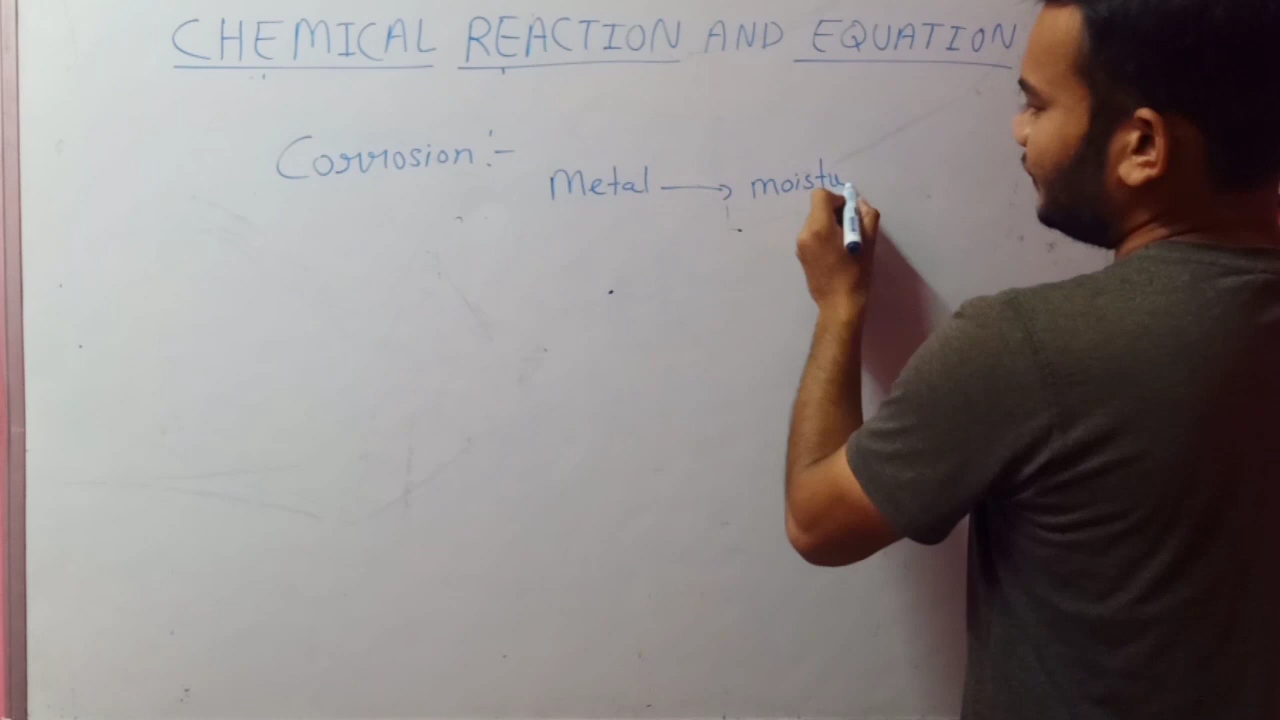 CHEMICAL REACTION AND EQUATION
Corrosion :-
Metal → moistu